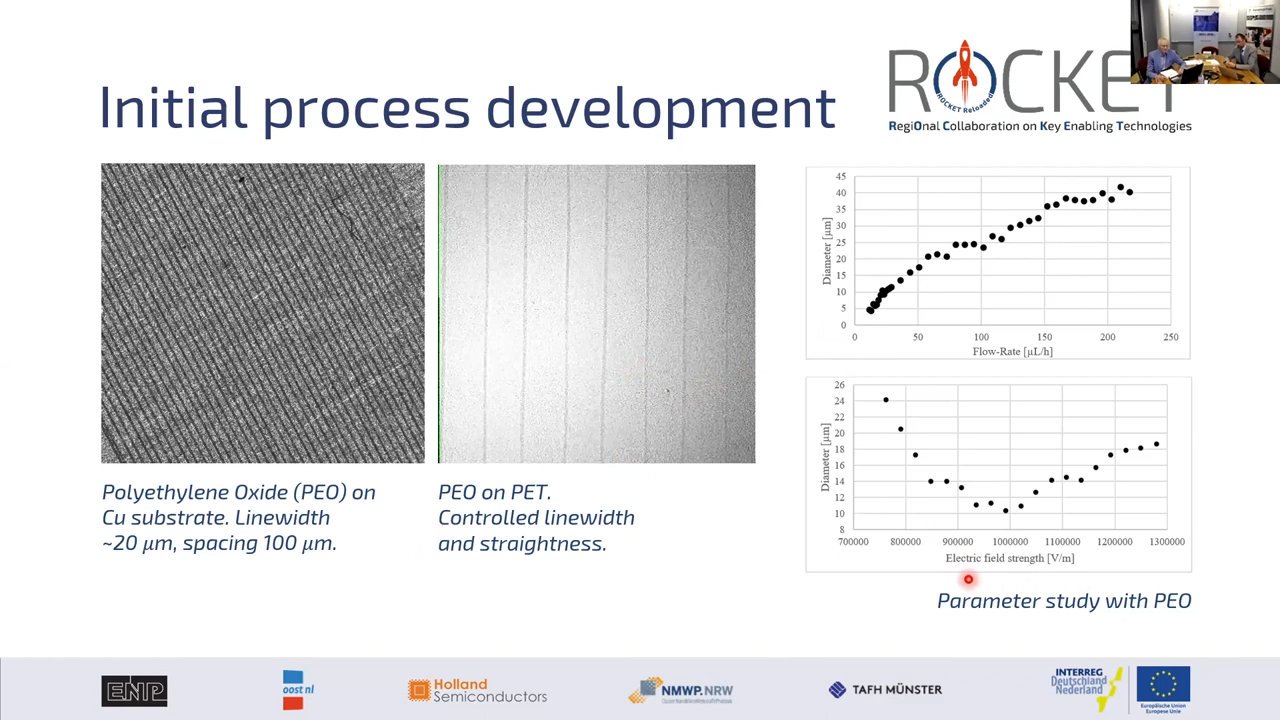 Initial process development
ROCKET
ROCKET Reloaded
RegiOnal Collaboration on Key Enabling Technologies
Polyethylene Oxide (PEO) on
Cu substrate. Linewidth
~20 μm, spacing 100 μm.
PEO on PET.
Controlled linewidth
and straightness.
Diameter [μm]
45
40
35
30
25
20
15
10
5
0
0 50 100 150 200 250
Flow-Rate [μL/h]
Diameter [μm]
26
24
22
20
18
16
14
12
10
8
700000 800000 900000 1000000 1100000 1200000 1300000
Electric field strength [V/m]
Parameter study with PEO
ENP
oost nl
Holland
Semiconductors
NMWP.NRW
TAFH MÜNSTER
INTERREG
Deutschland
Nederland
Europäische Union
Europese Unie